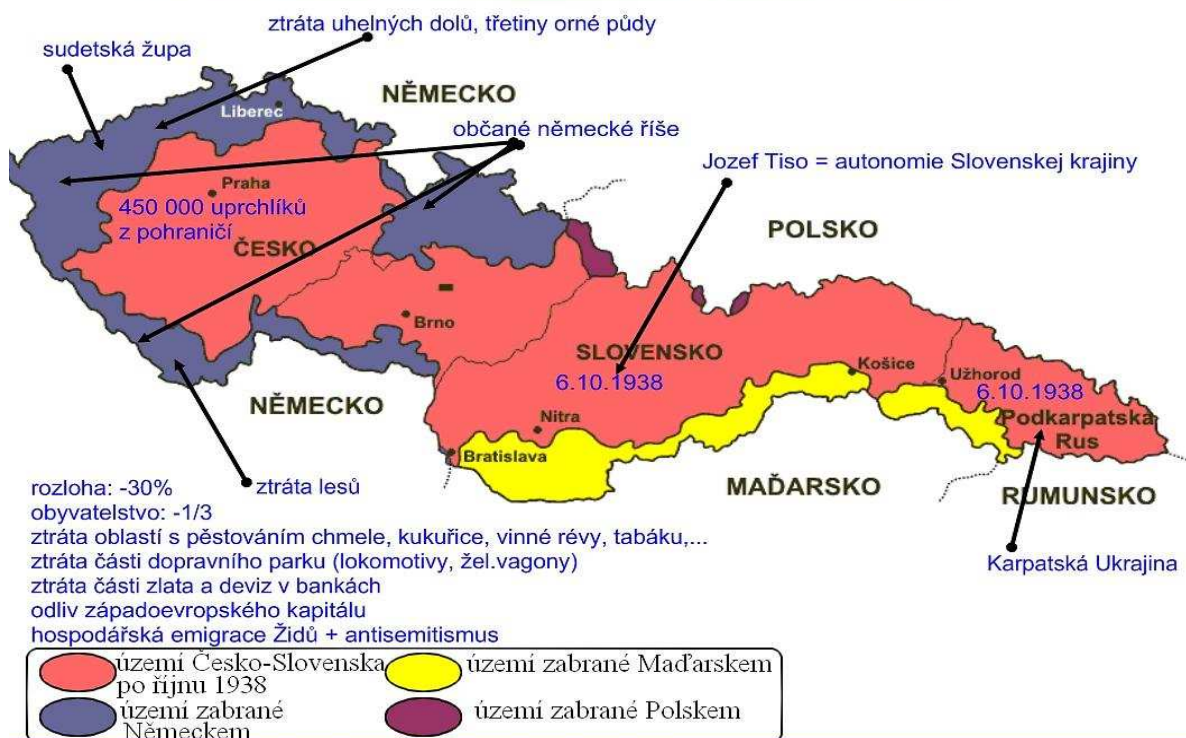 ztráta uhelných dolů, třetiny orné půdy
sudetská župa
NĚMECKO
Liberec
občané německé říše
Jozef Tiso = autonomie Slovenskej krajiny
Praha
450 000 uprchlíků
z pohraničí
ČESKO
POLSKO
Brno
SLOVENSKO
6.10.1938
Košice
Užhorod
6.10.1938
Podkarpatská
Rus
NĚMECKO
Nitra
Bratislava
MAĎARSKO
RUMUNSKO
ztráta lesů
Karpatská Ukrajina
rozloha: -30%
obyvatelstvo: -1/3
ztráta oblastí s pěstováním chmele, kukuřice, vinné révy, tabáku,...
ztráta části dopravního parku (lokomotivy, žel.vagony)
ztráta části zlata a deviz v bankách
odliv západoevropského kapitálu
hospodářská emigrace Židů + antisemitismus
území Česko-Slovenska
po říjnu 1938
území zabrané Maďarskem
území zabrané
Německem
území zabrané Polskem